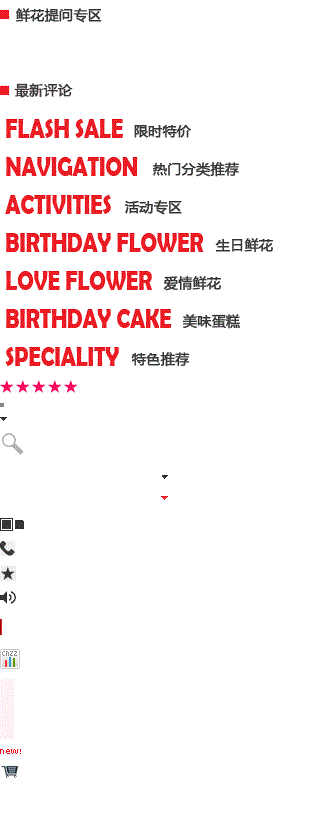 鲜花提问专区
最新评论
FLASH SALE 限时特价
NAVIGATION 热门分类推荐
ACTIVITIES 活动专区
BIRTHDAY FLOWER 生日鲜花
LOVE FLOWER 爱情鲜花
BIRTHDAY CAKE 美味蛋糕
SPECIALITY 特色推荐
cnzz
new!